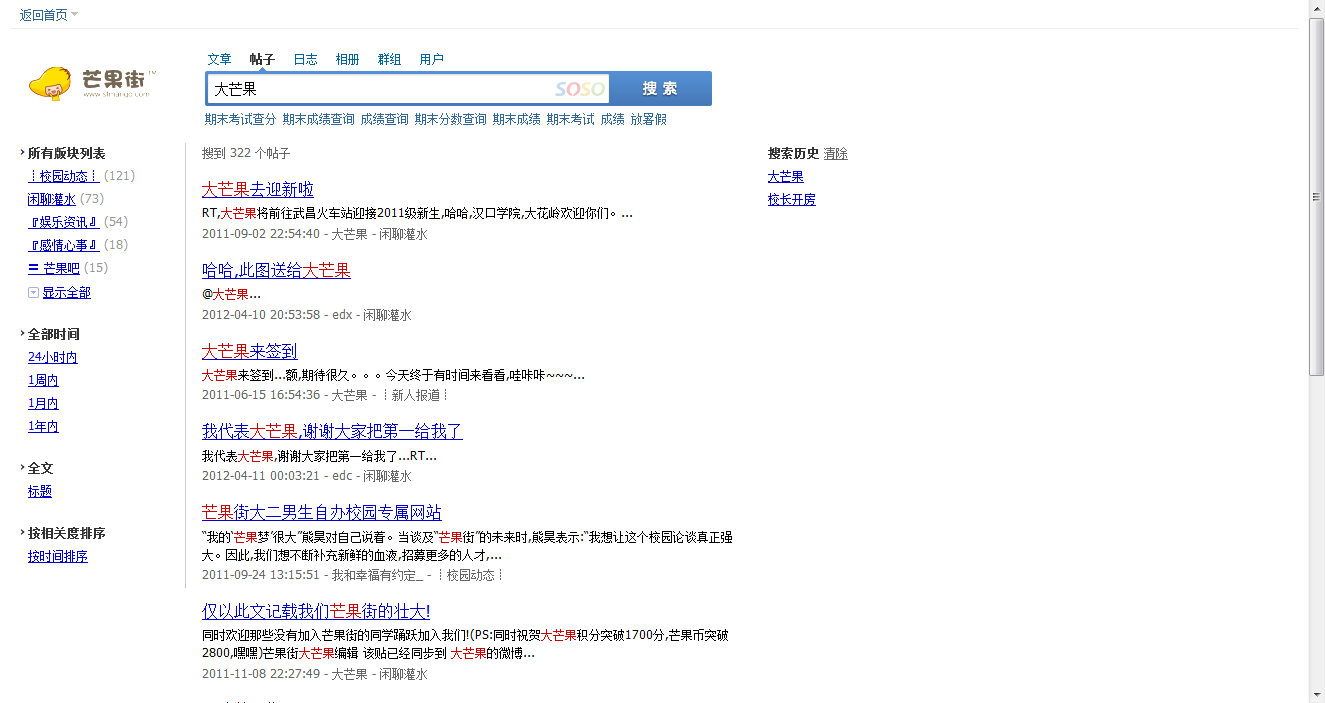 返回首页
文章 帖子 日志 相册 群组 用户
芒果街™
www.stmango.com
大芒果 SOSO 搜 索
期末考试查分 期末成绩查询 成绩查询 期末分数查询 期末成绩 期末考试 成绩 放暑假
所有版块列表
┊校园动态┊ (121)
闲聊灌水 (73)
『娱乐资讯』 (54)
『感情心事』 (18)
〓 芒果吧 (15)
显示全部
全部时间
24小时内
1周内
1月内
1年内
全文
标题
按相关度排序
按时间排序
搜到 322 个帖子
大芒果去迎新啦
RT,大芒果将前往武昌火车站迎接2011级新生,哈哈,汉口学院,大花岭欢迎你们。...
2011-09-02 22:54:40 - 大芒果 - 闲聊灌水
哈哈,此图送给大芒果
@大芒果...
2012-04-10 20:53:58 - edx - 闲聊灌水
大芒果来签到
大芒果来签到...额,期待很久。。。今天终于有时间来看看,哇咔咔~~~...
2011-06-15 16:54:36 - 大芒果 - ┊新人报道┊
我代表大芒果,谢谢大家把第一给我了
我代表大芒果,谢谢大家把第一给我了...RT...
2012-04-11 00:03:21 - edc - 闲聊灌水
芒果街大二男生自办校园专属网站
“我的‘芒果梦’很大”熊昊对自己说着。当谈及“芒果街”的未来时,熊昊表示:“我想让这个校园论谈真正强
大。因此,我们想不断补充新鲜的血液,招募更多的人才,...
2011-09-24 13:15:51 - 我和幸福有约定_ - ┊校园动态┊
仅以此文记载我们芒果街的壮大!
同时欢迎那些没有加入芒果街的同学踊跃加入我们!(PS:同时祝贺大芒果积分突破1700分,芒果币突破
2800,嘿嘿)芒果街大芒果编辑 该贴已经同步到 大芒果的微博...
2011-11-08 22:27:49 - 大芒果 - 闲聊灌水
搜索历史 清除
大芒果
校长开房